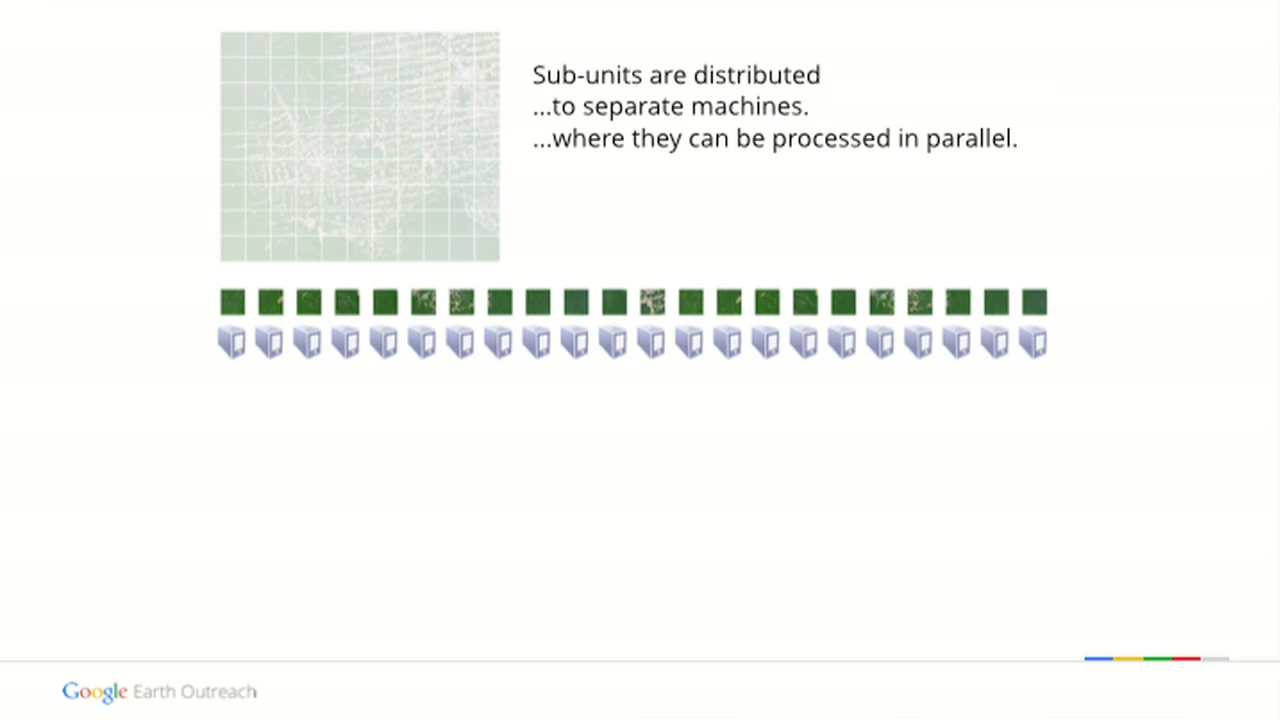 Sub-units are distributed
...to separate machines.
...where they can be processed in parallel.
Google Earth Outreach